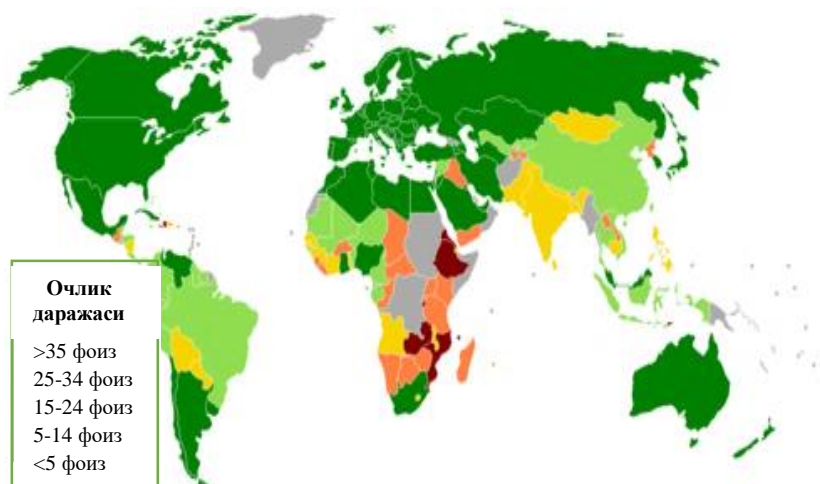 Очлик
даражаси
>35 фоиз
25-34 фоиз
15-24 фоиз
5-14 фоиз
<5 фоиз